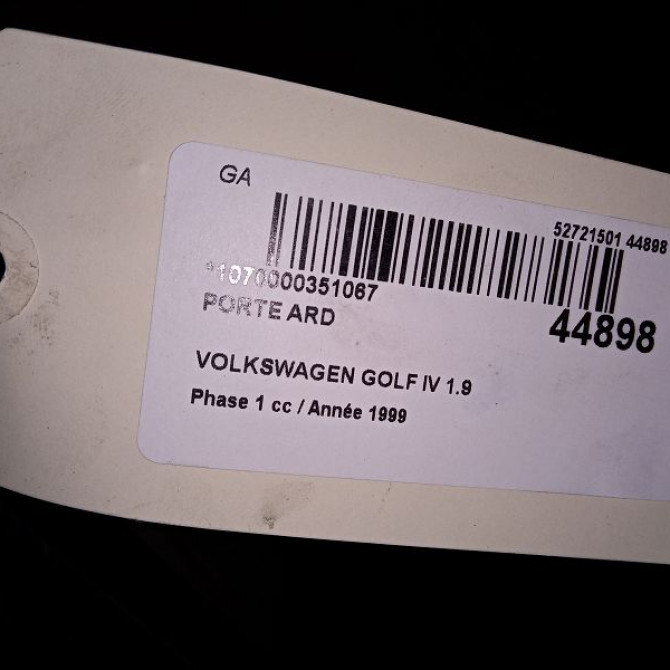 GA
52721501 44898
*1070000351067
PORTE ARD
44898
VOLKSWAGEN GOLF IV 1.9
Phase 1 cc / Année 1999